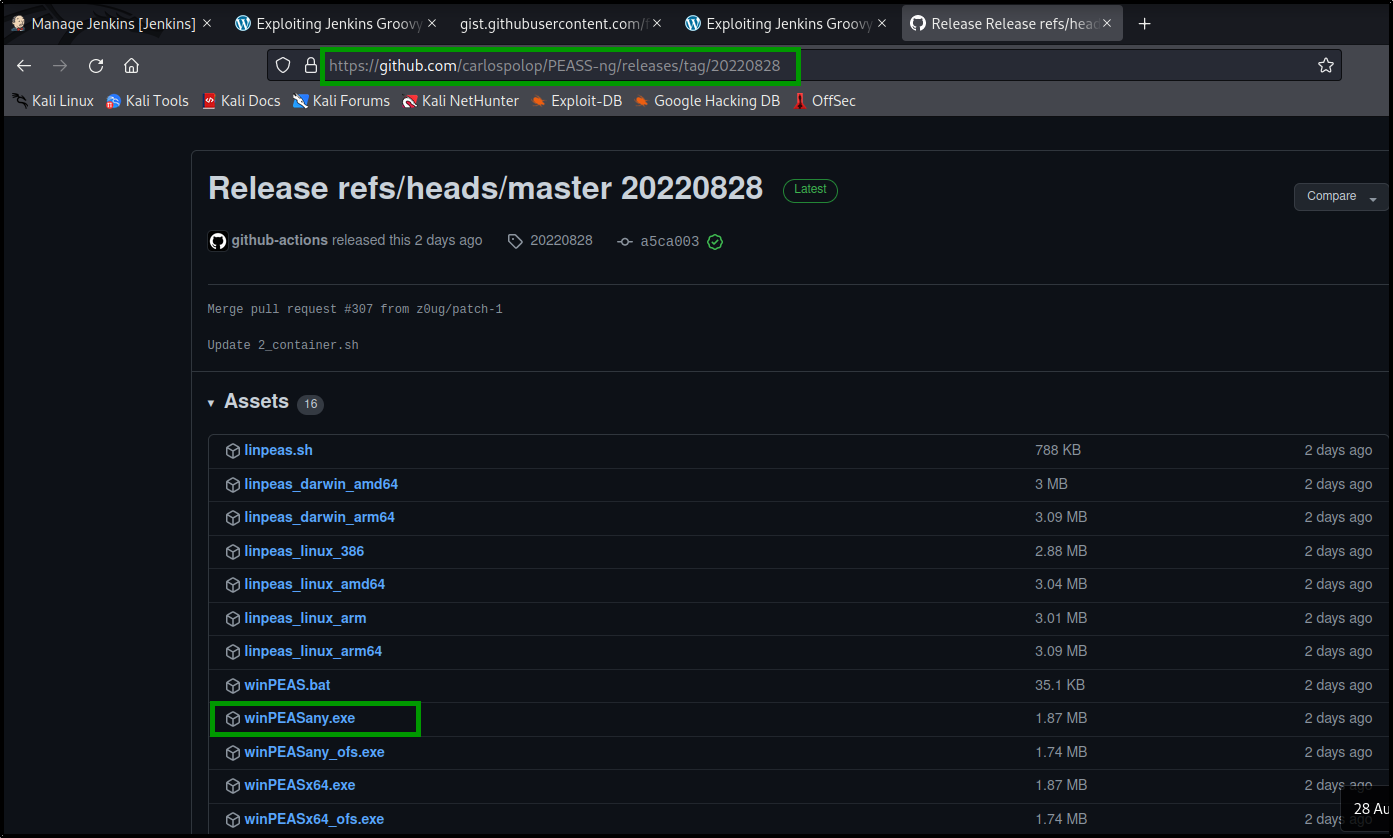 Manage Jenkins [Jenkins] × Exploiting Jenkins Groovy × gist.githubusercontent.com/f × Exploiting Jenkins Groovy × Release Release refs/head × +
https://github.com/carlospolop/PEASS-ng/releases/tag/20220828
Kali Linux Kali Tools Kali Docs Kali Forums Kali NetHunter Exploit-DB Google Hacking DB OffSec
Release refs/heads/master 20220828 Latest
Compare
github-actions released this 2 days ago 20220828 a5ca003
Merge pull request #307 from z0ug/patch-1
Update 2_container.sh
Assets 16
linpeas.sh 788 KB 2 days ago
linpeas_darwin_amd64 3 MB 2 days ago
linpeas_darwin_arm64 3.09 MB 2 days ago
linpeas_linux_386 2.88 MB 2 days ago
linpeas_linux_amd64 3.04 MB 2 days ago
linpeas_linux_arm 3.01 MB 2 days ago
linpeas_linux_arm64 3.09 MB 2 days ago
winPEAS.bat 35.1 KB 2 days ago
winPEASany.exe 1.87 MB 2 days ago
winPEASany_ofs.exe 1.74 MB 2 days ago
winPEASx64.exe 1.87 MB 2 days ago
28 Au
winPEASx64_ofs.exe 1.74 MB 2 days ago